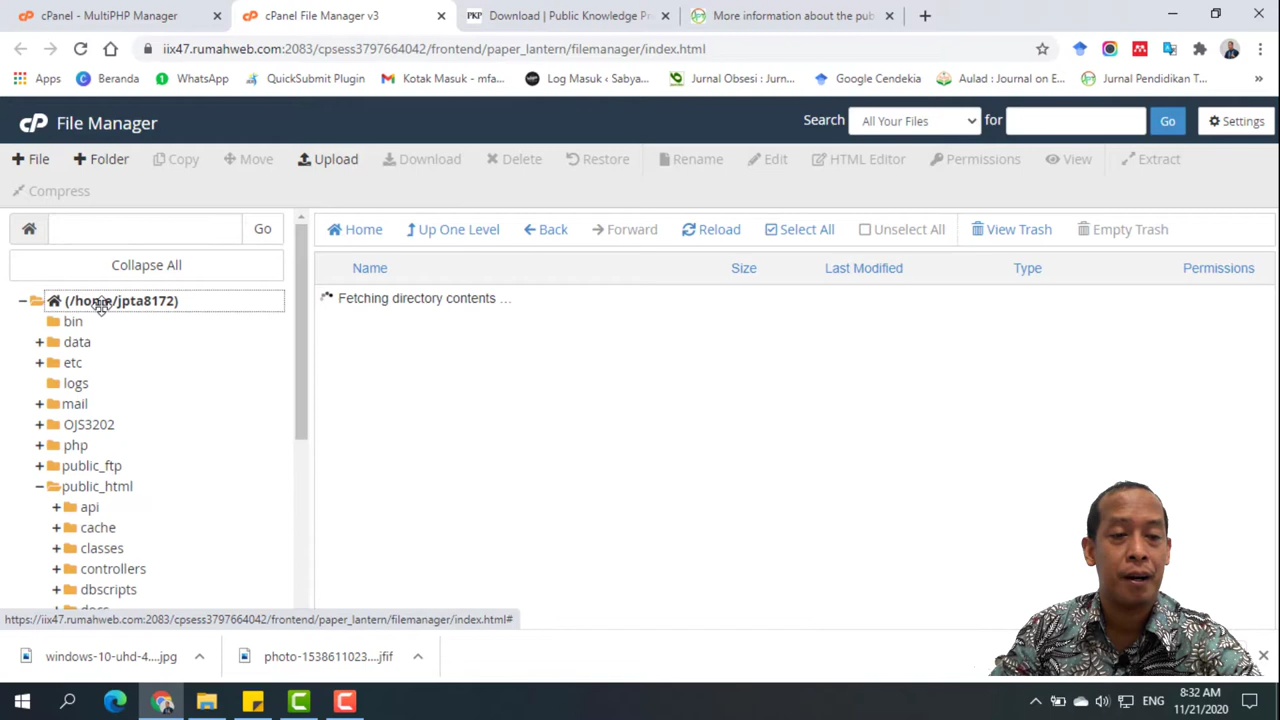 cPanel - MultiPHP Manager
cPanel File Manager v3
Download | Public Knowledge Pr
More information about the pub
iix47.rumahweb.com:2083/cpsess3797664042/frontend/paper_lantern/filemanager/index.html
Apps
Beranda
WhatsApp
QuickSubmit Plugin
Kotak Masuk - mfa...
Log Masuk ‹ Sabya...
Jurnal Obsesi : Jurn...
Google Cendekia
Aulad : Journal on E...
Jurnal Pendidikan T...
»
cP File Manager
Search
All Your Files
for
Go
Settings
File
Folder
Copy
Move
Upload
Download
Delete
Restore
Rename
Edit
HTML Editor
Permissions
View
Extract
Compress
Go
Home
Up One Level
Back
Forward
Reload
Select All
Unselect All
View Trash
Empty Trash
Collapse All
Name
Size
Last Modified
Type
Permissions
Fetching directory contents ...
(/home/jpta8172)
bin
data
etc
logs
mail
OJS3202
php
public_ftp
public_html
api
cache
classes
controllers
dbscripts
docs
https://iix47.rumahweb.com:2083/cpsess3797664042/frontend/paper_lantern/filemanager/index.html#
windows-10-uhd-4....jpg
photo-1538611023....jfif
ENG
8:32 AM
11/21/2020